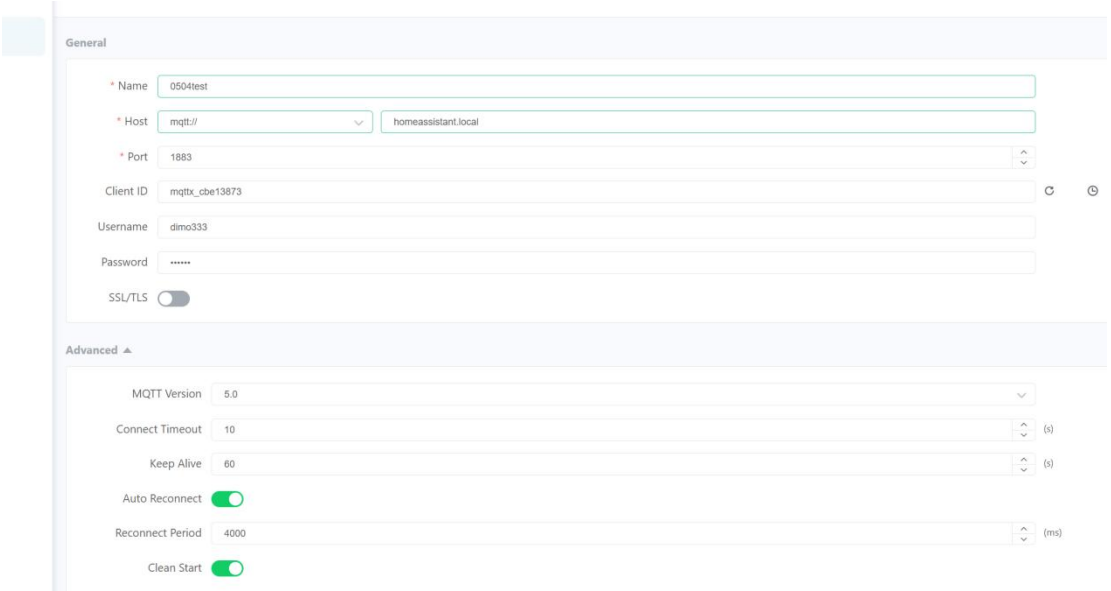 General
* Name 0504test
* Host mqtt:// homeassistant.local
* Port 1883
Client ID mqttx_cbe13873
Username dimo333
Password ••••••
SSL/TLS
Advanced
MQTT Version 5.0
Connect Timeout 10 (s)
Keep Alive 60 (s)
Auto Reconnect
Reconnect Period 4000 (ms)
Clean Start